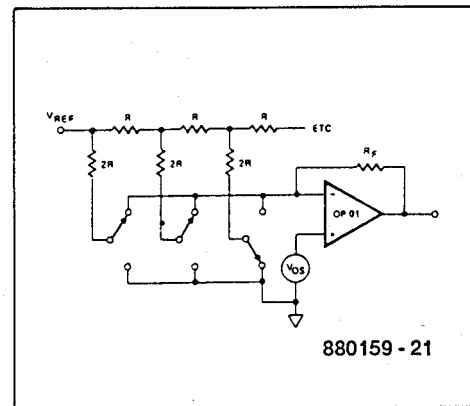 VREF
R
R
R
ETC
2R
2R
2R
RF
-
OP 01
+
VOS
880159 - 21